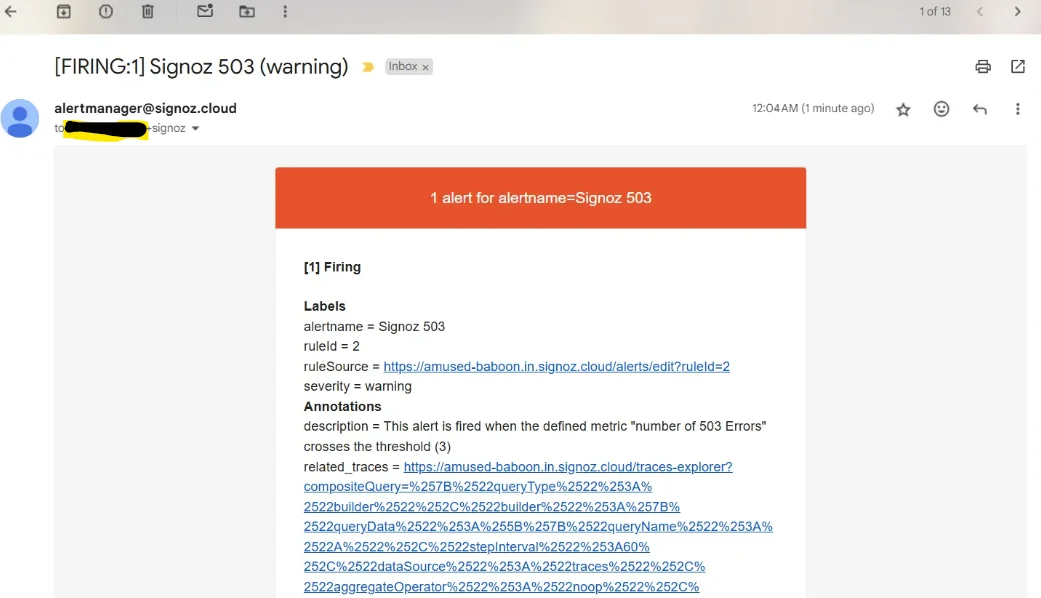 1 of 13
[FIRING:1] Signoz 503 (warning)
Inbox x
alertmanager@signoz.cloud
12:04 AM (1 minute ago)
to +signoz
1 alert for alertname=Signoz 503
[1] Firing
Labels
alertname = Signoz 503
ruleId = 2
ruleSource = https://amused-baboon.in.signoz.cloud/alerts/edit?ruleId=2
severity = warning
Annotations
description = This alert is fired when the defined metric "number of 503 Errors"
crosses the threshold (3)
related_traces = https://amused-baboon.in.signoz.cloud/traces-explorer?
compositeQuery=%257B%2522queryType%2522%253A%
2522builder%2522%252C%2522builder%2522%253A%257B%
2522queryData%2522%253A%255B%257B%2522queryName%2522%253A%
2522A%2522%252C%2522stepInterval%2522%253A60%
252C%2522dataSource%2522%253A%2522traces%2522%252C%
2522aggregateOperator%2522%253A%2522noop%2522%252C%